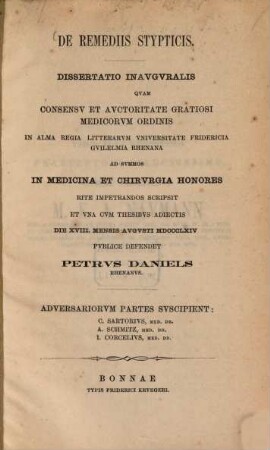 DE REMEDIIS STYPTICIS.
DISSERTATIO INAVGVRALIS
QVAM
CONSENSV ET AVCTORITATE GRATIOSI
MEDICORVM ORDINIS
IN ALMA REGIA LITTERARVM VNIVERSITATE FRIDERICIA
GVILELMIA RHENANA
AD SVMMOS
IN MEDICINA ET CHIRVRGIA HONORES
RITE IMPETRANDOS SCRIPSIT
ET VNA CVM THESIBVS ADIECTIS
DIE XVIII. MENSIS AVGVSTI MDCCCLXIV
PVBLICE DEFENDET
PETRVS DANIELS
RHENANVS.
ADVERSARIORVM PARTES SVSCIPIENT:
C. SARTORIVS, MED. DR.
A. SCHMITZ, MED. DD.
I. CORCELIVS, MED. DD.
BONNAE
TYPIS FRIDERICI KRVEGERI.